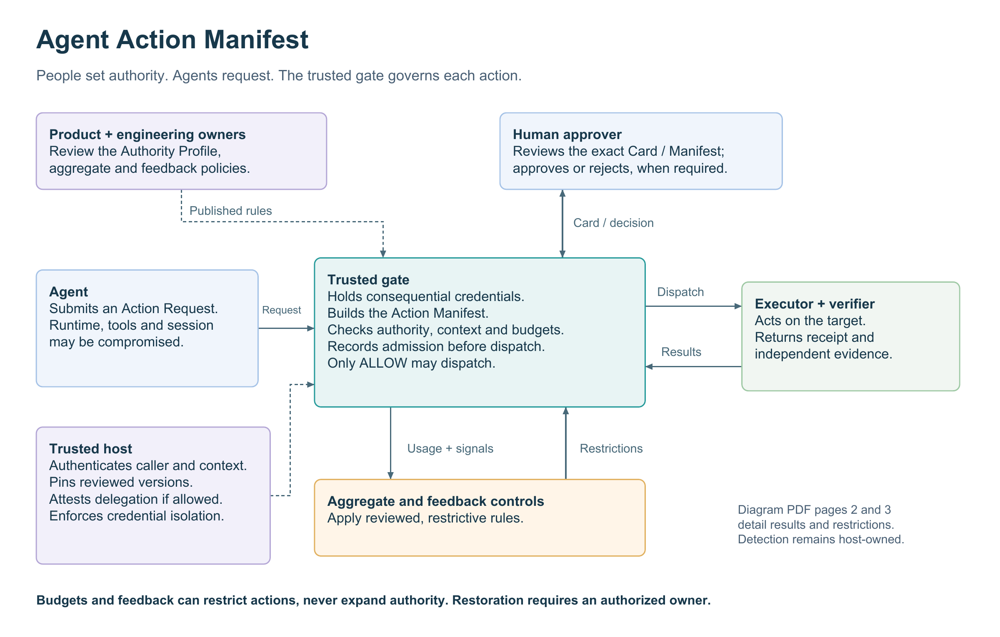 Agent Action Manifest
People set authority. Agents request. The trusted gate governs each action.
Product + engineering owners
Review the Authority Profile,
aggregate and feedback policies.
Human approver
Reviews the exact Card / Manifest;
approves or rejects, when required.
Published rules
Card / decision
Agent
Submits an Action Request.
Runtime, tools and session
may be compromised.
Request
Trusted gate
Holds consequential credentials.
Builds the Action Manifest.
Checks authority, context and budgets.
Records admission before dispatch.
Only ALLOW may dispatch.
Dispatch
Results
Executor + verifier
Acts on the target.
Returns receipt and
independent evidence.
Trusted host
Authenticates caller and context.
Pins reviewed versions.
Attests delegation if allowed.
Enforces credential isolation.
Usage + signals
Restrictions
Aggregate and feedback controls
Apply reviewed, restrictive rules.
Diagram PDF pages 2 and 3
detail results and restrictions.
Detection remains host-owned.
Budgets and feedback can restrict actions, never expand authority. Restoration requires an authorized owner.